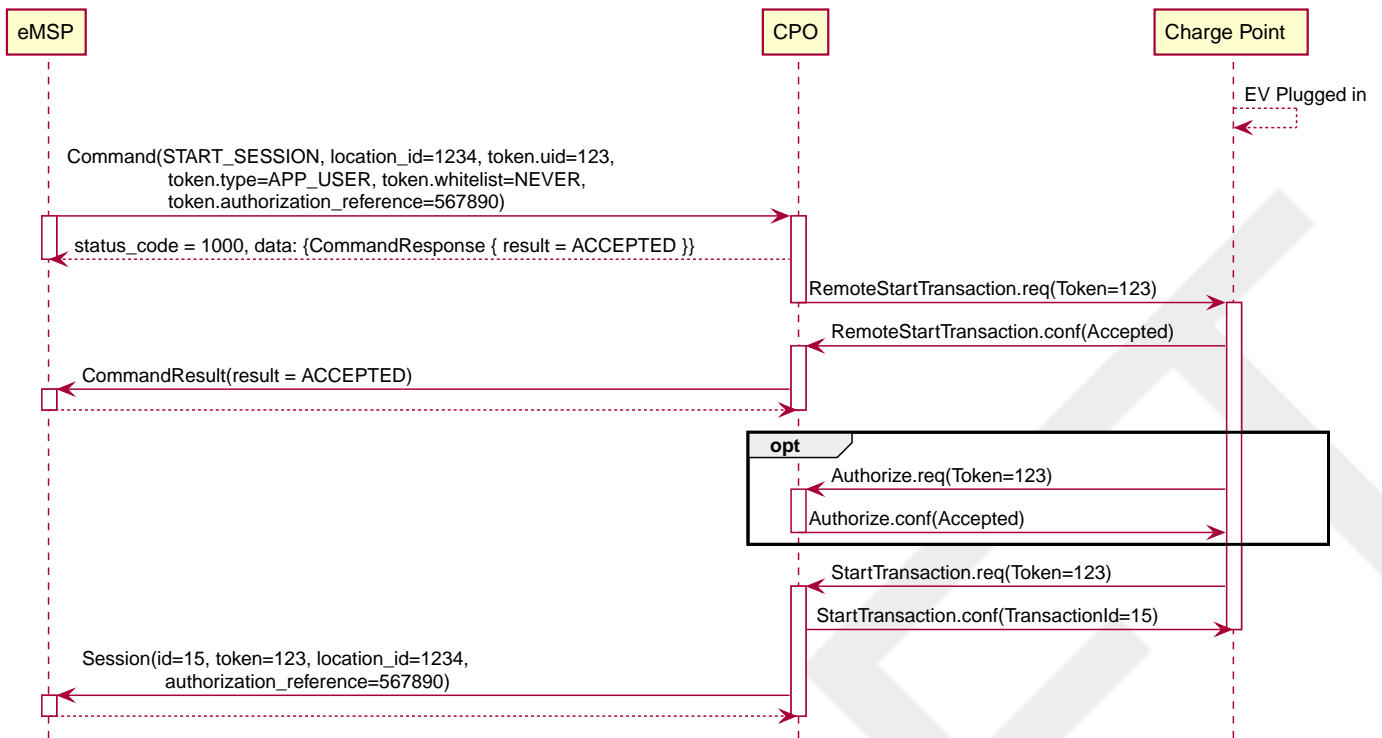 eMSP
CPO
Charge Point
EV Plugged in
Command(START_SESSION, location_id=1234, token.uid=123,
token.type=APP_USER, token.whitelist=NEVER,
token.authorization_reference=567890)
status_code = 1000, data: {CommandResponse { result = ACCEPTED }}
RemoteStartTransaction.req(Token=123)
RemoteStartTransaction.conf(Accepted)
CommandResult(result = ACCEPTED)
opt
Authorize.req(Token=123)
Authorize.conf(Accepted)
StartTransaction.req(Token=123)
StartTransaction.conf(TransactionId=15)
Session(id=15, token=123, location_id=1234,
authorization_reference=567890)